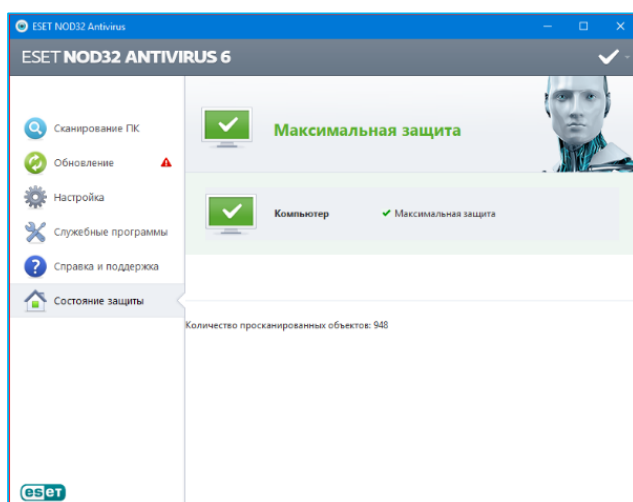 ESET NOD32 Antivirus
ESET NOD32 ANTIVIRUS 6
Сканирование ПК
Обновление
Настройка
Служебные программы
Справка и поддержка
Состояние защиты
Максимальная защита
Компьютер Максимальная защита
Количество просканированных объектов: 948
eset